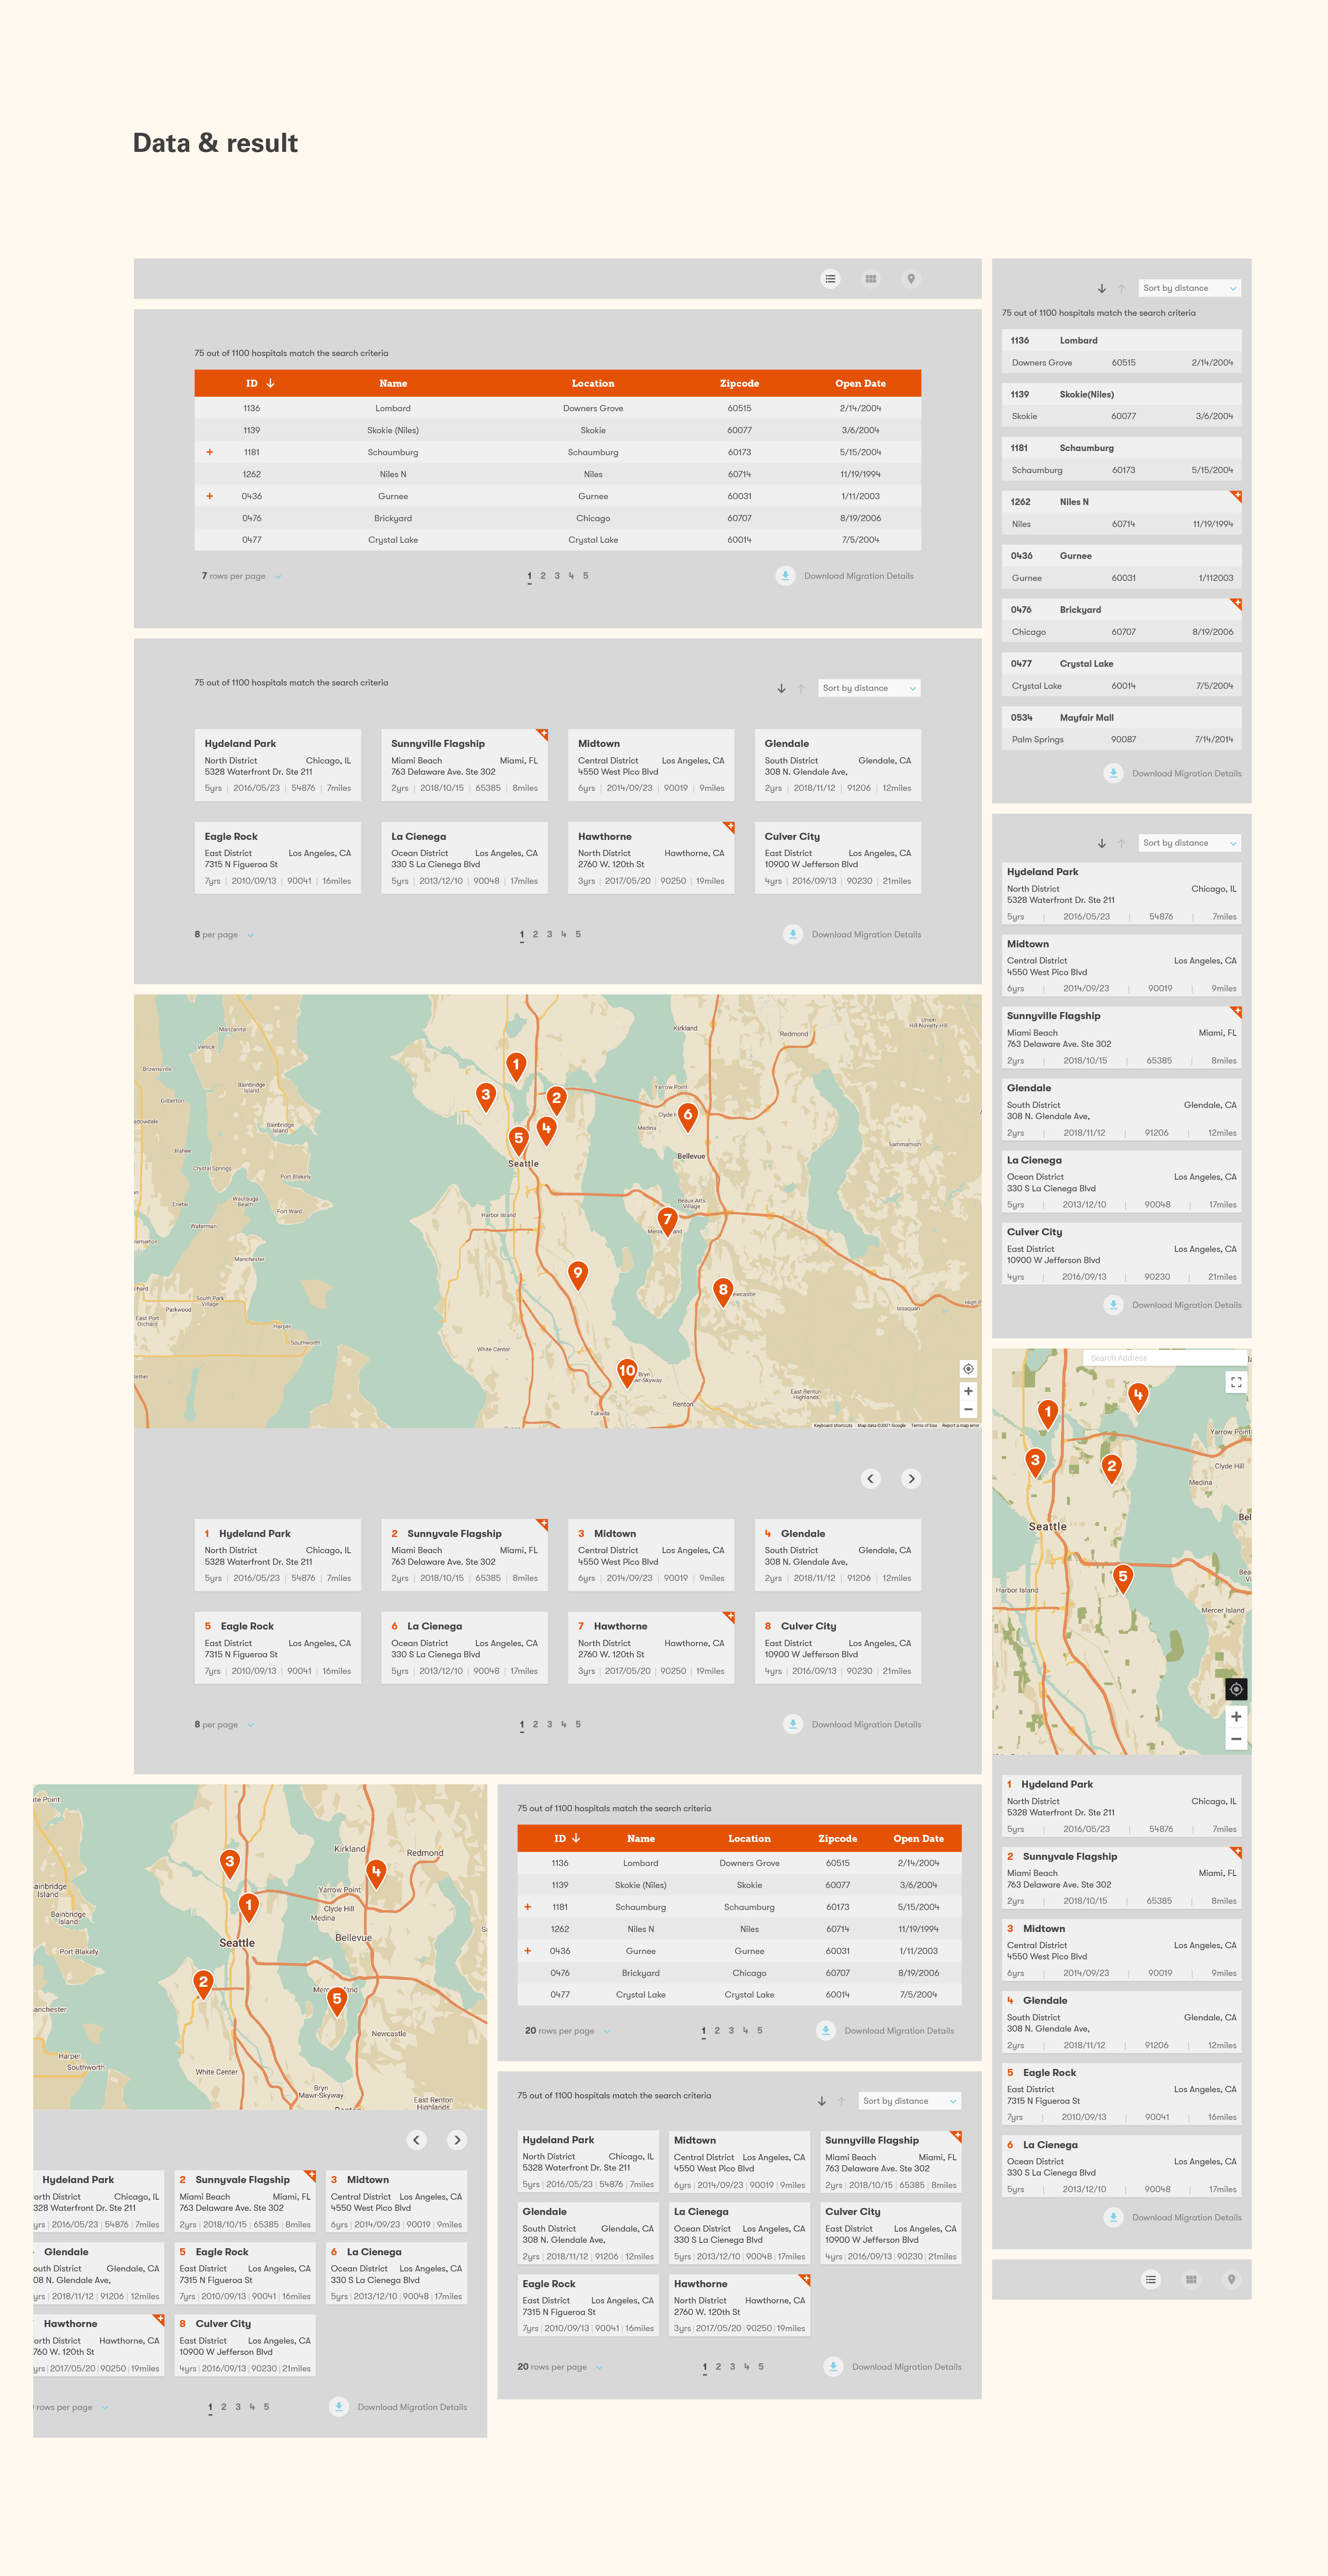 Data & result
75 out of 1100 hospitals match the search criteria
ID Name Location Zipcode Open Date
1136 Lombard Downers Grove 60515 2/14/2004
1139 Skokie (Niles) Skokie 60077 3/6/2004
+ 1181 Schaumburg Schaumburg 60173 5/15/2004
1262 Niles N Niles 60714 11/19/1994
+ 0436 Gurnee Gurnee 60031 1/11/2003
0476 Brickyard Chicago 60707 8/19/2006
0477 Crystal Lake Crystal Lake 60014 7/5/2004
7 rows per page 1 2 3 4 5 Download Migration Details
75 out of 1100 hospitals match the search criteria
Sort by distance
Hydeland Park
North District Chicago, IL
5328 Waterfront Dr. Ste 211
5yrs | 2016/05/23 | 54876 | 7miles
Sunnyville Flagship
Miami Beach Miami, FL
763 Delaware Ave. Ste 302
2yrs | 2018/10/15 | 65385 | 8miles
Midtown
Central District Los Angeles, CA
4550 West Pico Blvd
6yrs | 2014/09/23 | 90019 | 9miles
Glendale
South District Glendale, CA
308 N. Glendale Ave,
2yrs | 2018/11/12 | 91206 | 12miles
Eagle Rock
East District Los Angeles, CA
7315 N Figueroa St
7yrs | 2010/09/13 | 90041 | 16miles
La Cienega
Ocean District Los Angeles, CA
330 S La Cienega Blvd
5yrs | 2013/12/10 | 90048 | 17miles
Hawthorne
North District Hawthorne, CA
2760 W. 120th St
3yrs | 2017/05/20 | 90250 | 19miles
Culver City
East District Los Angeles, CA
10900 W Jefferson Blvd
4yrs | 2016/09/13 | 90230 | 21miles
8 per page 1 2 3 4 5 Download Migration Details
Manzanita
Venice
Brownsville
Gilberton
Bainbridge
Island
Bainbridge
Island
Illahee
Crystal Springs
Port Blakely
Enetai
Waterman
Wautauga
Beach
Fort Ward
Manchester
South Park
Village
Parkwood
East Port
Orchard
Harper
Southworth
Kirkland
Redmond
Union
Hill-Novelty Hill
Yarrow Point
Medina
Bellevue
Sammamish
Seattle
Harbor Island
Beaux Arts
Village
Issaquan
White Center
Bryn
Mawr-Skyway
Renton
East Renton
Highlands
Tukwila
1
2
3
4
5
6
7
8
9
10
Keyboard shortcuts Map data ©2021 Google Terms of Use Report a map error
1 Hydeland Park
North District Chicago, IL
5328 Waterfront Dr. Ste 211
5yrs | 2016/05/23 | 54876 | 7miles
2 Sunnyvale Flagship
Miami Beach Miami, FL
763 Delaware Ave. Ste 302
2yrs | 2018/10/15 | 65385 | 8miles
3 Midtown
Central District Los Angeles, CA
4550 West Pico Blvd
6yrs | 2014/09/23 | 90019 | 9miles
4 Glendale
South District Glendale, CA
308 N. Glendale Ave,
2yrs | 2018/11/12 | 91206 | 12miles
5 Eagle Rock
East District Los Angeles, CA
7315 N Figueroa St
7yrs | 2010/09/13 | 90041 | 16miles
6 La Cienega
Ocean District Los Angeles, CA
330 S La Cienega Blvd
5yrs | 2013/12/10 | 90048 | 17miles
7 Hawthorne
North District Hawthorne, CA
2760 W. 120th St
3yrs | 2017/05/20 | 90250 | 19miles
8 Culver City
East District Los Angeles, CA
10900 W Jefferson Blvd
4yrs | 2016/09/13 | 90230 | 21miles
8 per page 1 2 3 4 5 Download Migration Details
Sort by distance
75 out of 1100 hospitals match the search criteria
1136 Lombard
Downers Grove 60515 2/14/2004
1139 Skokie(Niles)
Skokie 60077 3/6/2004
1181 Schaumburg
Schaumburg 60173 5/15/2004
1262 Niles N
Niles 60714 11/19/1994
0436 Gurnee
Gurnee 60031 1/112003
0476 Brickyard
Chicago 60707 8/19/2006
0477 Crystal Lake
Crystal Lake 60014 7/5/2004
0534 Mayfair Mall
Palm Springs 90087 7/14/2014
Download Migration Details
Sort by distance
Hydeland Park
North District Chicago, IL
5328 Waterfront Dr. Ste 211
5yrs | 2016/05/23 | 54876 | 7miles
Midtown
Central District Los Angeles, CA
4550 West Pico Blvd
6yrs | 2014/09/23 | 90019 | 9miles
Sunnyville Flagship
Miami Beach Miami, FL
763 Delaware Ave. Ste 302
2yrs | 2018/10/15 | 65385 | 8miles
Glendale
South District Glendale, CA
308 N. Glendale Ave,
2yrs | 2018/11/12 | 91206 | 12miles
La Cienega
Ocean District Los Angeles, CA
330 S La Cienega Blvd
5yrs | 2013/12/10 | 90048 | 17miles
Culver City
East District Los Angeles, CA
10900 W Jefferson Blvd
4yrs | 2016/09/13 | 90230 | 21miles
Download Migration Details
Search Address
1
4
3
2
5
Yarrow Point
Clyde Hill
Medina
Seattle
Bel
Harbor Island
Mercer Island
1 Hydeland Park
North District Chicago, IL
5328 Waterfront Dr. Ste 211
5yrs | 2016/05/23 | 54876 | 7miles
2 Sunnyvale Flagship
Miami Beach Miami, FL
763 Delaware Ave. Ste 302
2yrs | 2018/10/15 | 65385 | 8miles
3 Midtown
Central District Los Angeles, CA
4550 West Pico Blvd
6yrs | 2014/09/23 | 90019 | 9miles
4 Glendale
South District Glendale, CA
308 N. Glendale Ave,
2yrs | 2018/11/12 | 91206 | 12miles
5 Eagle Rock
East District Los Angeles, CA
7315 N Figueroa St
7yrs | 2010/09/13 | 90041 | 16miles
6 La Cienega
Ocean District Los Angeles, CA
330 S La Cienega Blvd
5yrs | 2013/12/10 | 90048 | 17miles
Download Migration Details
Kirkland
Redmond
3
4
1
Yarrow Point
Clyde Hill
Medina
ainbridge
Island
Bainbridge
Island
Port Blakely
Seattle
Bellevue
2
5
anchester
Newcastle
Harper
Southworth
White Center
Bryn
Mawr-Skyway
East Renton
Highlands
Hydeland Park
orth District Chicago, IL
328 Waterfront Dr. Ste 211
yrs | 2016/05/23 | 54876 | 7miles
2 Sunnyvale Flagship
Miami Beach Miami, FL
763 Delaware Ave. Ste 302
2yrs | 2018/10/15 | 65385 | 8miles
3 Midtown
Central District Los Angeles, CA
4550 West Pico Blvd
6yrs | 2014/09/23 | 90019 | 9miles
Glendale
outh District Glendale, CA
08 N. Glendale Ave,
yrs | 2018/11/12 | 91206 | 12miles
5 Eagle Rock
East District Los Angeles, CA
7315 N Figueroa St
7yrs | 2010/09/13 | 90041 | 16miles
6 La Cienega
Ocean District Los Angeles, CA
330 S La Cienega Blvd
5yrs | 2013/12/10 | 90048 | 17miles
Hawthorne
orth District Hawthorne, CA
760 W. 120th St
yrs | 2017/05/20 | 90250 | 19miles
8 Culver City
East District Los Angeles, CA
10900 W Jefferson Blvd
4yrs | 2016/09/13 | 90230 | 21miles
rows per page 1 2 3 4 5 Download Migration Details
75 out of 1100 hospitals match the search criteria
ID Name Location Zipcode Open Date
1136 Lombard Downers Grove 60515 2/14/2004
1139 Skokie (Niles) Skokie 60077 3/6/2004
+ 1181 Schaumburg Schaumburg 60173 5/15/2004
1262 Niles N Niles 60714 11/19/1994
+ 0436 Gurnee Gurnee 60031 1/11/2003
0476 Brickyard Chicago 60707 8/19/2006
0477 Crystal Lake Crystal Lake 60014 7/5/2004
20 rows per page 1 2 3 4 5 Download Migration Details
75 out of 1100 hospitals match the search criteria
Sort by distance
Hydeland Park
North District Chicago, IL
5328 Waterfront Dr. Ste 211
5yrs | 2016/05/23 | 54876 | 7miles
Midtown
Central District Los Angeles, CA
4550 West Pico Blvd
6yrs | 2014/09/23 | 90019 | 9miles
Sunnyville Flagship
Miami Beach Miami, FL
763 Delaware Ave. Ste 302
2yrs | 2018/10/15 | 65385 | 8miles
Glendale
South District Glendale, CA
308 N. Glendale Ave,
2yrs | 2018/11/12 | 91206 | 12miles
La Cienega
Ocean District Los Angeles, CA
330 S La Cienega Blvd
5yrs | 2013/12/10 | 90048 | 17miles
Culver City
East District Los Angeles, CA
10900 W Jefferson Blvd
4yrs | 2016/09/13 | 90230 | 21miles
Eagle Rock
East District Los Angeles, CA
7315 N Figueroa St
7yrs | 2010/09/13 | 90041 | 16miles
Hawthorne
North District Hawthorne, CA
2760 W. 120th St
3yrs | 2017/05/20 | 90250 | 19miles
20 rows per page 1 2 3 4 5 Download Migration Details